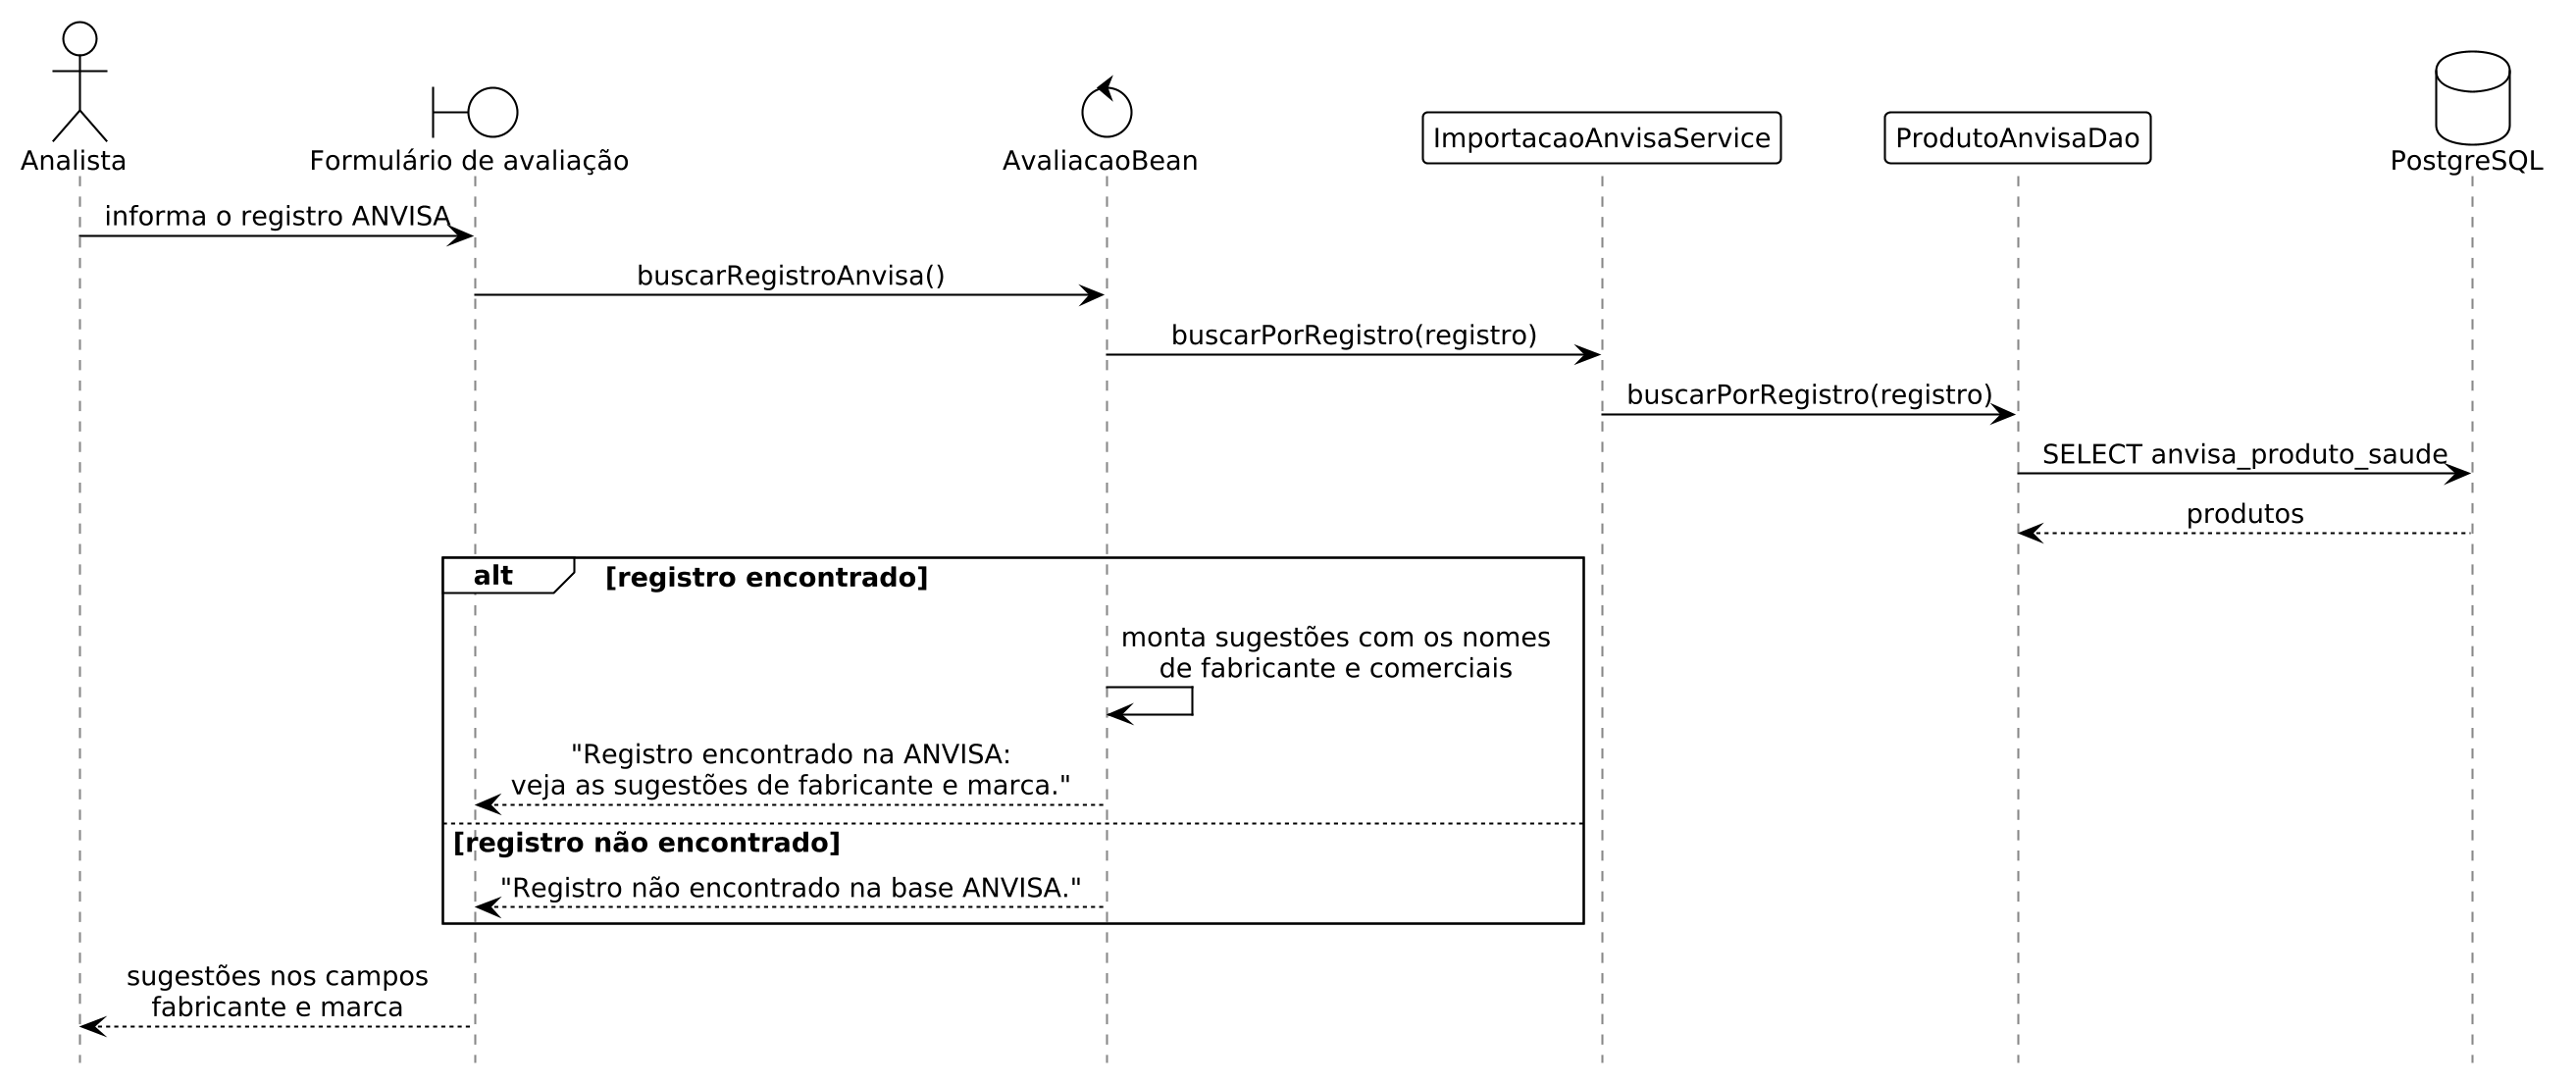 Analista
Formulário de avaliação
AvaliacaoBean
ImportacaoAnvisaService
ProdutoAnvisaDao
PostgreSQL
informa o registro ANVISA
buscarRegistroAnvisa()
buscarPorRegistro(registro)
buscarPorRegistro(registro)
SELECT anvisa_produto_saude
produtos
alt
[registro encontrado]
monta sugestões com os nomes
de fabricante e comerciais
"Registro encontrado na ANVISA:
veja as sugestões de fabricante e marca."
[registro não encontrado]
"Registro não encontrado na base ANVISA."
sugestões nos campos
fabricante e marca